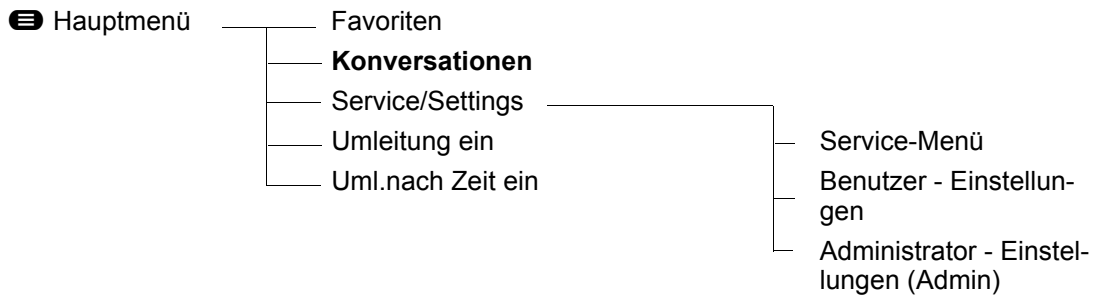 Hauptmenü
Favoriten
Konversationen
Service/Settings
Umleitung ein
Uml.nach Zeit ein
Service-Menü
Benutzer - Einstellun-
gen
Administrator - Einstel-
lungen (Admin)